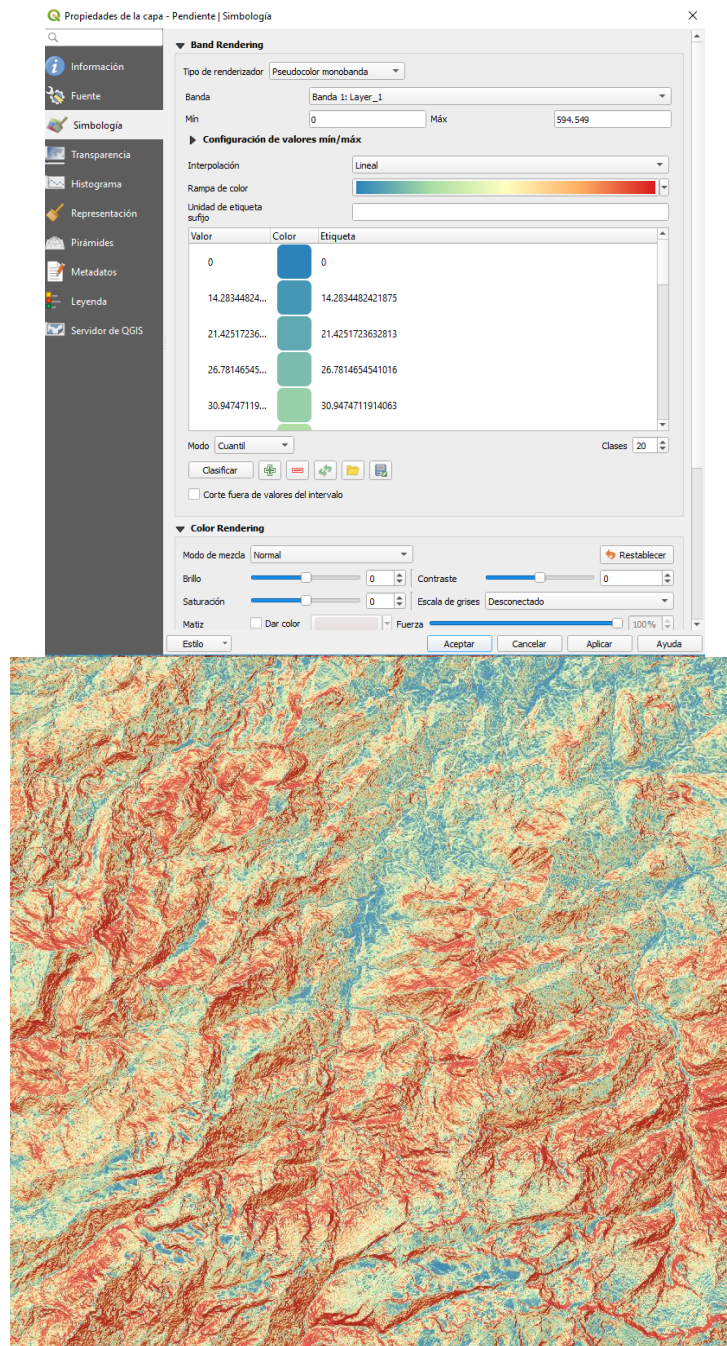 Propiedades de la capa - Pendiente | Simbología
Información
Fuente
Simbología
Transparencia
Histograma
Representación
Pirámides
Metadatos
Leyenda
Servidor de QGIS
Band Rendering
Tipo de renderizador Pseudocolor monobanda
Banda Banda 1: Layer_1
Mín 0 Máx 594.549
Configuración de valores mín/máx
Interpolación Lineal
Rampa de color
Unidad de etiqueta
sufijo
Valor Color Etiqueta
0 0
14.28344824... 14.2834482421875
21.42517236... 21.4251723632813
26.78146545... 26.7814654541016
30.94747119... 30.9474711914063
Modo Cuantil Clases 20
Clasificar
Corte fuera de valores del intervalo
Color Rendering
Modo de mezcla Normal Restablecer
Brillo 0 Contraste 0
Saturación 0 Escala de grises Desconectado
Matiz Dar color Fuerza 100%
Estilo Aceptar Cancelar Aplicar Ayuda